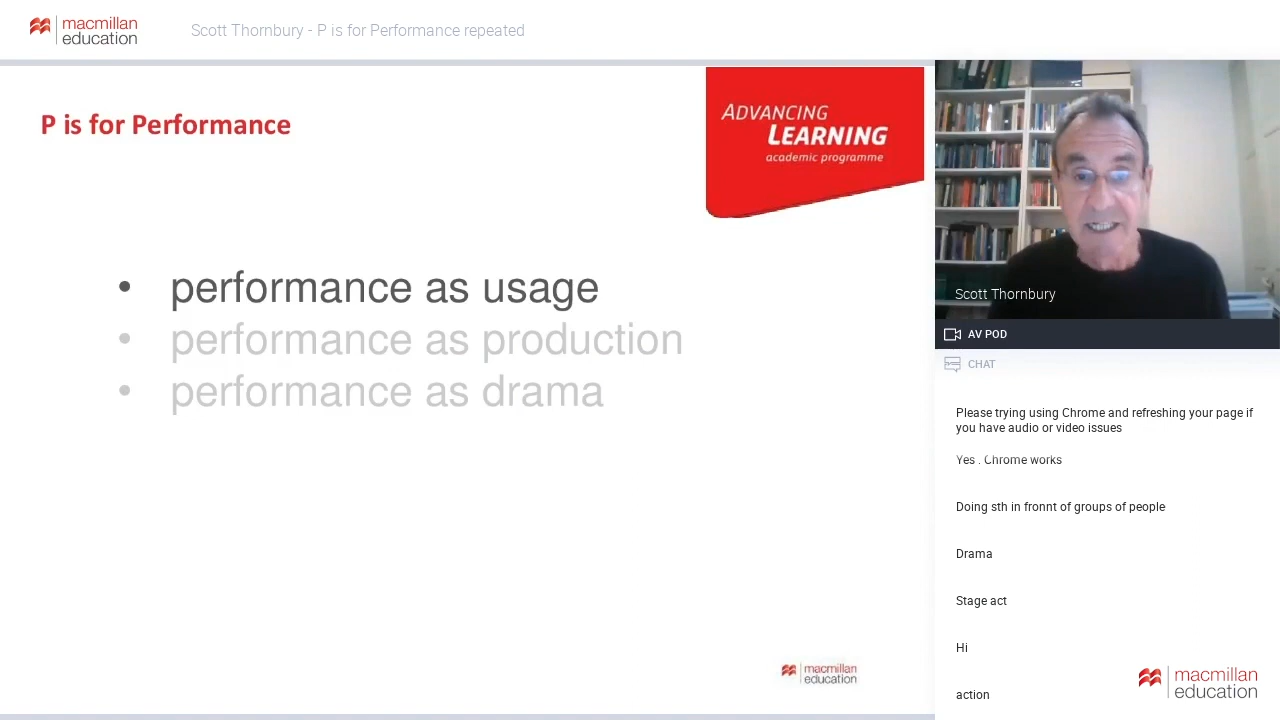 macmillan
education
Scott Thornbury - P is for Performance repeated
P is for Performance
ADVANCING
LEARNING
academic programme
• performance as usage
• performance as production
• performance as drama
macmillan
education
Scott Thornbury
AV POD
CHAT
Please trying using Chrome and refreshing your page if
you have audio or video issues
Yes . Chrome works
Doing sth in fronnt of groups of people
Drama
Stage act
Hi
action
macmillan
education